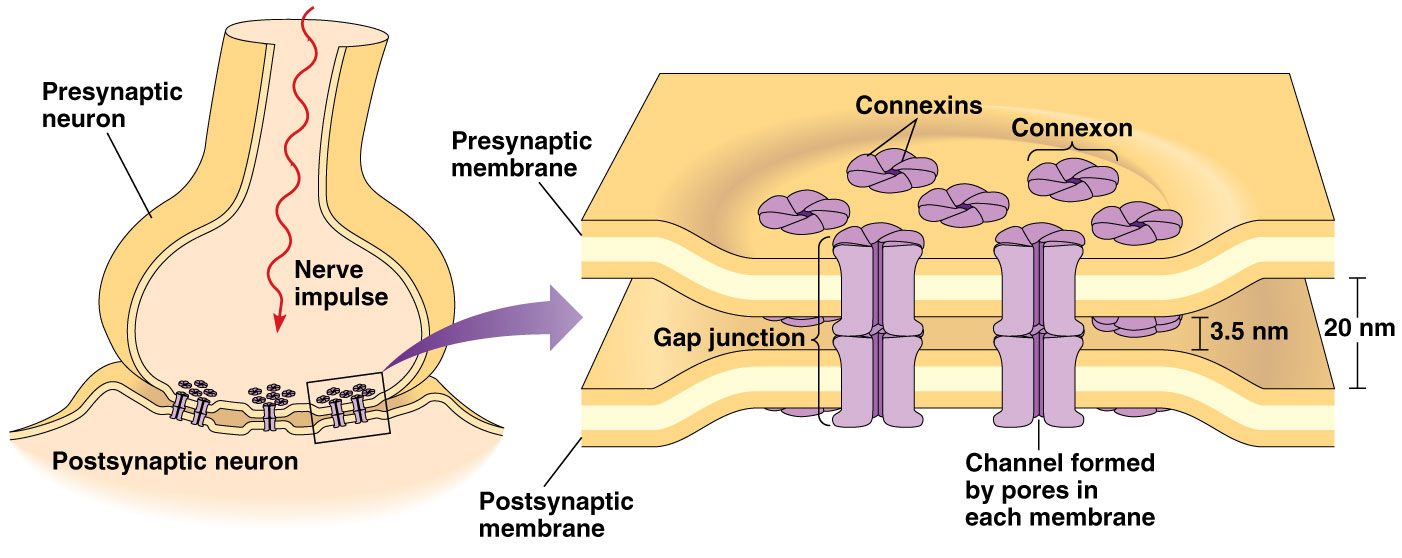 Presynaptic
neuron
Nerve
impulse
Postsynaptic neuron
Presynaptic
membrane
Connexins
Connexon
Gap junction
3.5 nm
20 nm
Postsynaptic
membrane
Channel formed
by pores in
each membrane